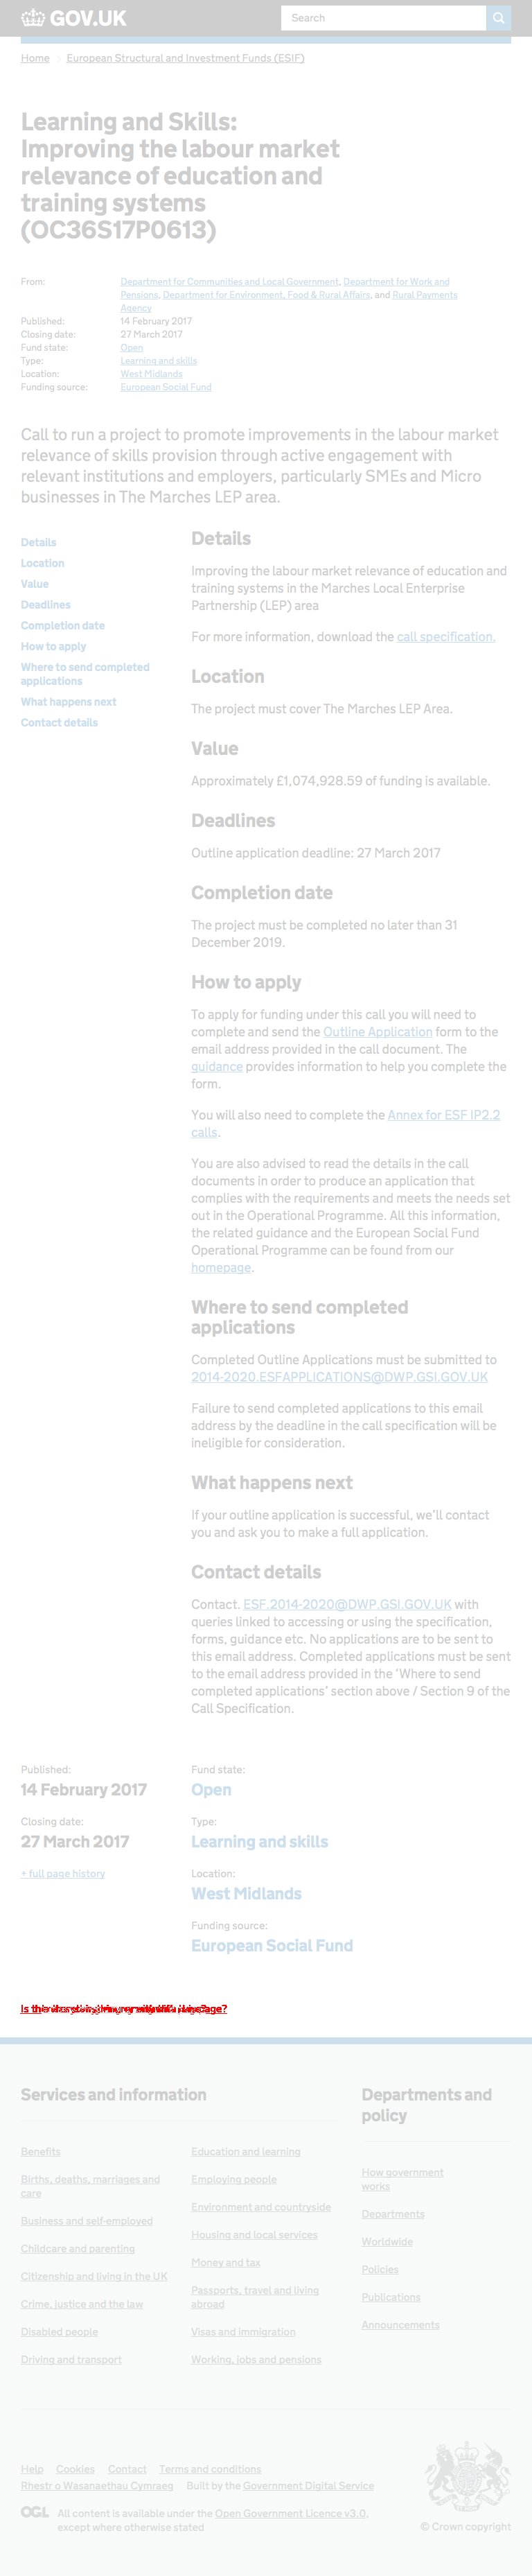 GOV.UK
Search
Home
European Structural and Investment Funds (ESIF)
Learning and Skills:
Improving the labour market
relevance of education and
training systems
(OC36S17P0613)
From: Department for Communities and Local Government, Department for Work and
Pensions, Department for Environment, Food & Rural Affairs, and Rural Payments
Agency
Published: 14 February 2017
Closing date: 27 March 2017
Fund state: Open
Type: Learning and skills
Location: West Midlands
Funding source: European Social Fund
Call to run a project to promote improvements in the labour market
relevance of skills provision through active engagement with
relevant institutions and employers, particularly SMEs and Micro
businesses in The Marches LEP area.
Details
Location
Value
Deadlines
Completion date
How to apply
Where to send completed
applications
What happens next
Contact details
Details
Improving the labour market relevance of education and
training systems in the Marches Local Enterprise
Partnership (LEP) area
For more information, download the call specification.
Location
The project must cover The Marches LEP Area.
Value
Approximately £1,074,928.59 of funding is available.
Deadlines
Outline application deadline: 27 March 2017
Completion date
The project must be completed no later than 31
December 2019.
How to apply
To apply for funding under this call you will need to
complete and send the Outline Application form to the
email address provided in the call document. The
guidance provides information to help you complete the
form.
You will also need to complete the Annex for ESF IP2.2
calls.
You are also advised to read the details in the call
documents in order to produce an application that
complies with the requirements and meets the needs set
out in the Operational Programme. All this information,
the related guidance and the European Social Fund
Operational Programme can be found from our
homepage.
Where to send completed
applications
Completed Outline Applications must be submitted to
2014-2020.ESFAPPLICATIONS@DWP.GSI.GOV.UK
Failure to send completed applications to this email
address by the deadline in the call specification will be
ineligible for consideration.
What happens next
If your outline application is successful, we'll contact
you and ask you to make a full application.
Contact details
Contact. ESF.2014-2020@DWP.GSI.GOV.UK with
queries linked to accessing or using the specification,
forms, guidance etc. No applications are to be sent to
this email address. Completed applications must be sent
to the email address provided in the 'Where to send
completed applications' section above / Section 9 of the
Call Specification.
Published:
14 February 2017
Closing date:
27 March 2017
+ full page history
Fund state:
Open
Type:
Learning and skills
Location:
West Midlands
Funding source:
European Social Fund
Is this page?
Services and information
Benefits
Births, deaths, marriages and
care
Business and self-employed
Childcare and parenting
Citizenship and living in the UK
Crime, justice and the law
Disabled people
Driving and transport
Education and learning
Employing people
Environment and countryside
Housing and local services
Money and tax
Passports, travel and living
abroad
Visas and immigration
Working, jobs and pensions
Departments and
policy
How government
works
Departments
Worldwide
Policies
Publications
Announcements
Help Cookies Contact Terms and conditions
Rhestr o Wasanaethau Cymraeg Built by the Government Digital Service
OGL All content is available under the Open Government Licence v3.0,
except where otherwise stated
© Crown copyright